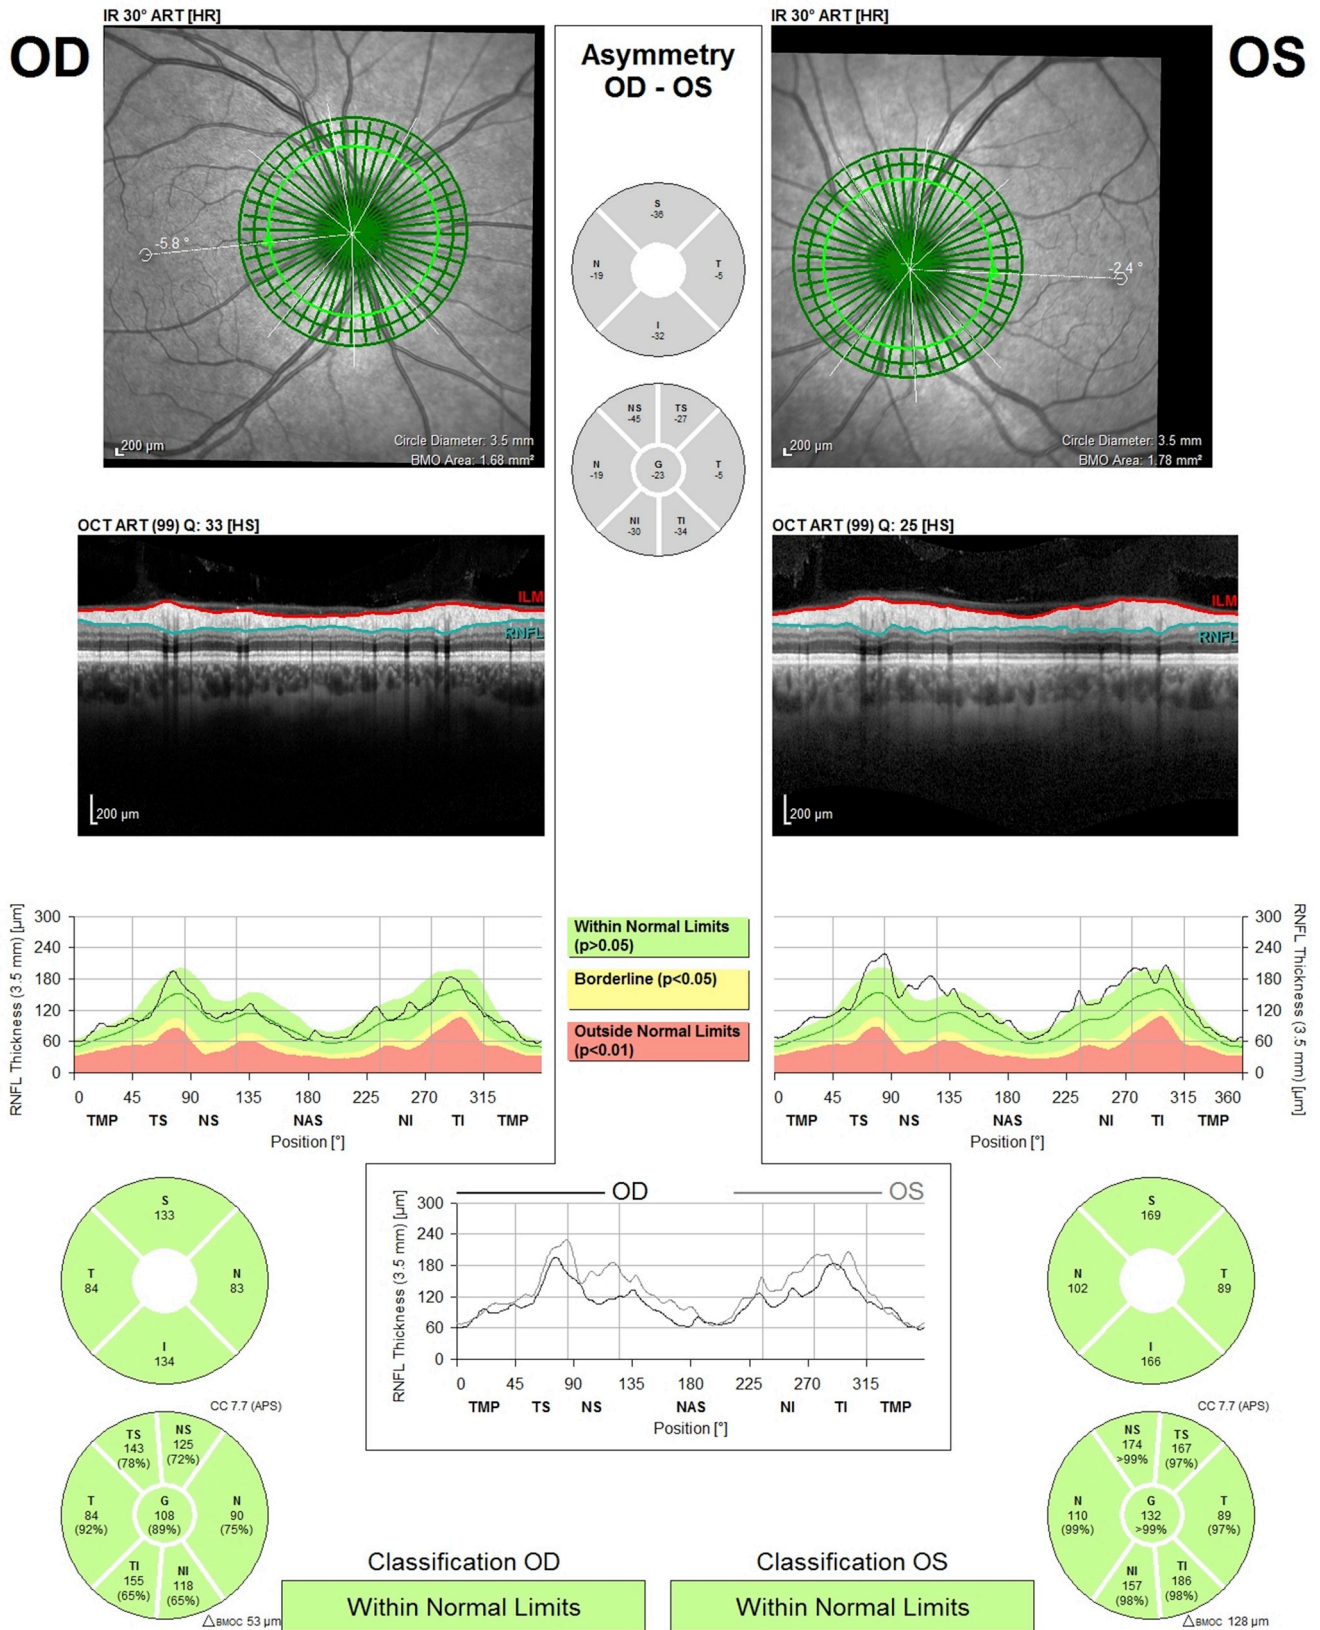 IR 30° ART [HR]
OD
-5.8 °
200 µm
Circle Diameter: 3.5 mm
BMO Area: 1.68 mm²
Asymmetry
OD - OS
S
-36
N
-19
T
-5
I
-32
NS
-45
TS
-27
N
-19
G
-23
T
-5
NI
-30
TI
-34
IR 30° ART [HR]
OS
-2.4 °
200 µm
Circle Diameter: 3.5 mm
BMO Area: 1.78 mm²
OCT ART (99) Q: 33 [HS]
ILM
RNFL
200 µm
OCT ART (99) Q: 25 [HS]
ILM
RNFL
200 µm
RNFL Thickness (3.5 mm) [µm]
300
240
180
120
60
0
0 45 90 135 180 225 270 315
TMP TS NS NAS NI TI TMP
Position [°]
Within Normal Limits
(p>0.05)
Borderline (p<0.05)
Outside Normal Limits
(p<0.01)
300
240
180
120
60
0
RNFL Thickness (3.5 mm) [µm]
0 45 90 135 180 225 270 315 360
TMP TS NS NAS NI TI TMP
Position [°]
S
133
T
84
N
83
I
134
OD
OS
RNFL Thickness (3.5 mm) [µm]
300
240
180
120
60
0
0 45 90 135 180 225 270 315
TMP TS NS NAS NI TI TMP
Position [°]
S
169
N
102
T
89
I
166
CC 7.7 (APS)
TS
143
(78%)
NS
125
(72%)
T
84
(92%)
G
108
(89%)
N
90
(75%)
TI
155
(65%)
NI
118
(65%)
△BMOC 53 µm
Classification OD
Within Normal Limits
Classification OS
Within Normal Limits
CC 7.7 (APS)
NS
174
>99%
TS
167
(97%)
N
110
(99%)
G
132
>99%
T
89
(97%)
NI
157
(98%)
TI
186
(98%)
△BMOC 128 µm